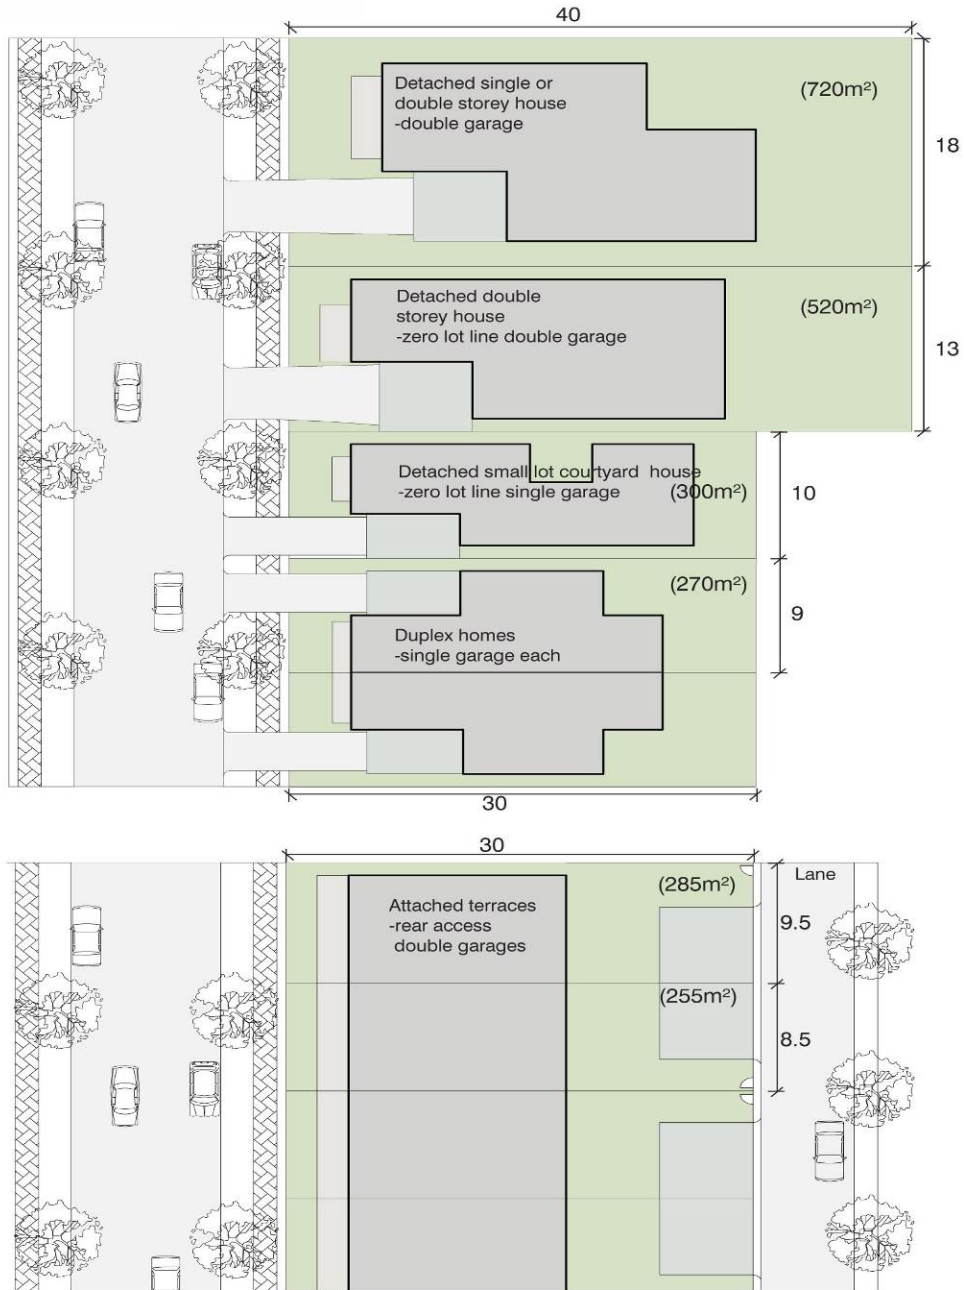 40
Detached single or
double storey house
-double garage
(720m²)
18
Detached double
storey house
-zero lot line double garage
(520m²)
13
Detached small lot courtyard house
-zero lot line single garage
(300m²)
10
(270m²)
9
Duplex homes
-single garage each
30
30
Lane
(285m²)
9.5
Attached terraces
-rear access
double garages
(255m²)
8.5